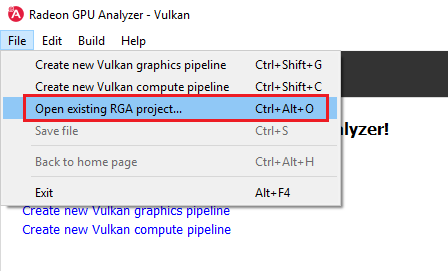 Radeon GPU Analyzer - Vulkan
File Edit Build Help
Create new Vulkan graphics pipeline Ctrl+Shift+G
Create new Vulkan compute pipeline Ctrl+Shift+C
Open existing RGA project... Ctrl+Alt+O
Save file Ctrl+S
alyzer!
Back to home page Ctrl+Alt+H
Exit Alt+F4
Create new Vulkan graphics pipeline
Create new Vulkan compute pipeline